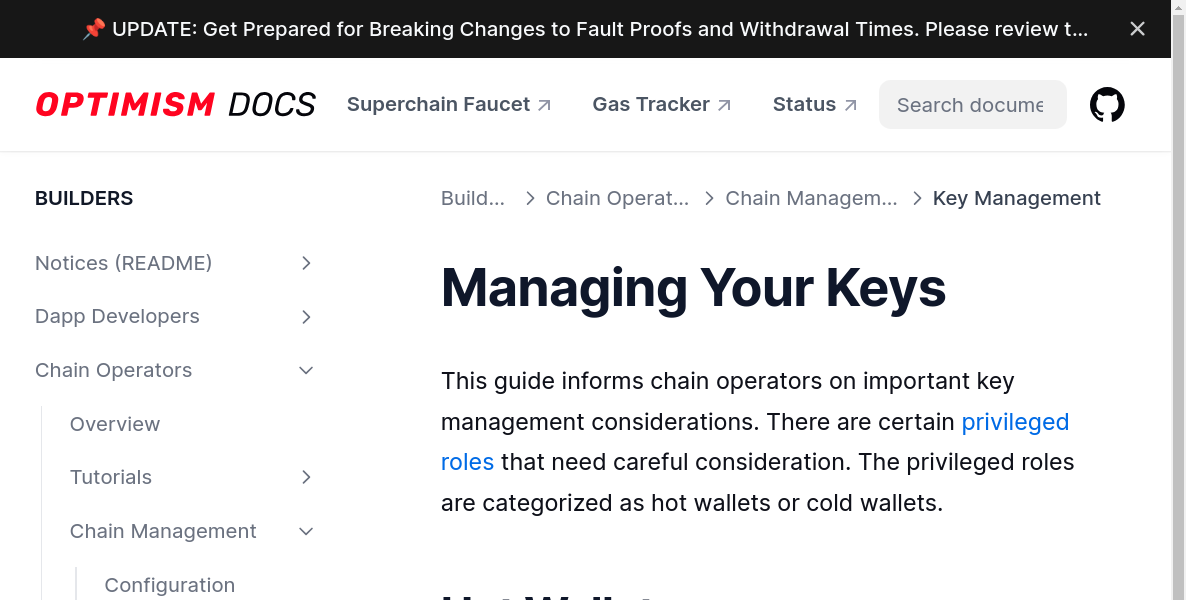 📌 UPDATE: Get Prepared for Breaking Changes to Fault Proofs and Withdrawal Times. Please review t...
OPTIMISM DOCS
Superchain Faucet
Gas Tracker
Status
Search docume
BUILDERS
Notices (README)
Dapp Developers
Chain Operators
Overview
Tutorials
Chain Management
Configuration
Build... > Chain Operat... > Chain Managem... > Key Management
Managing Your Keys
This guide informs chain operators on important key
management considerations. There are certain privileged
roles that need careful consideration. The privileged roles
are categorized as hot wallets or cold wallets.